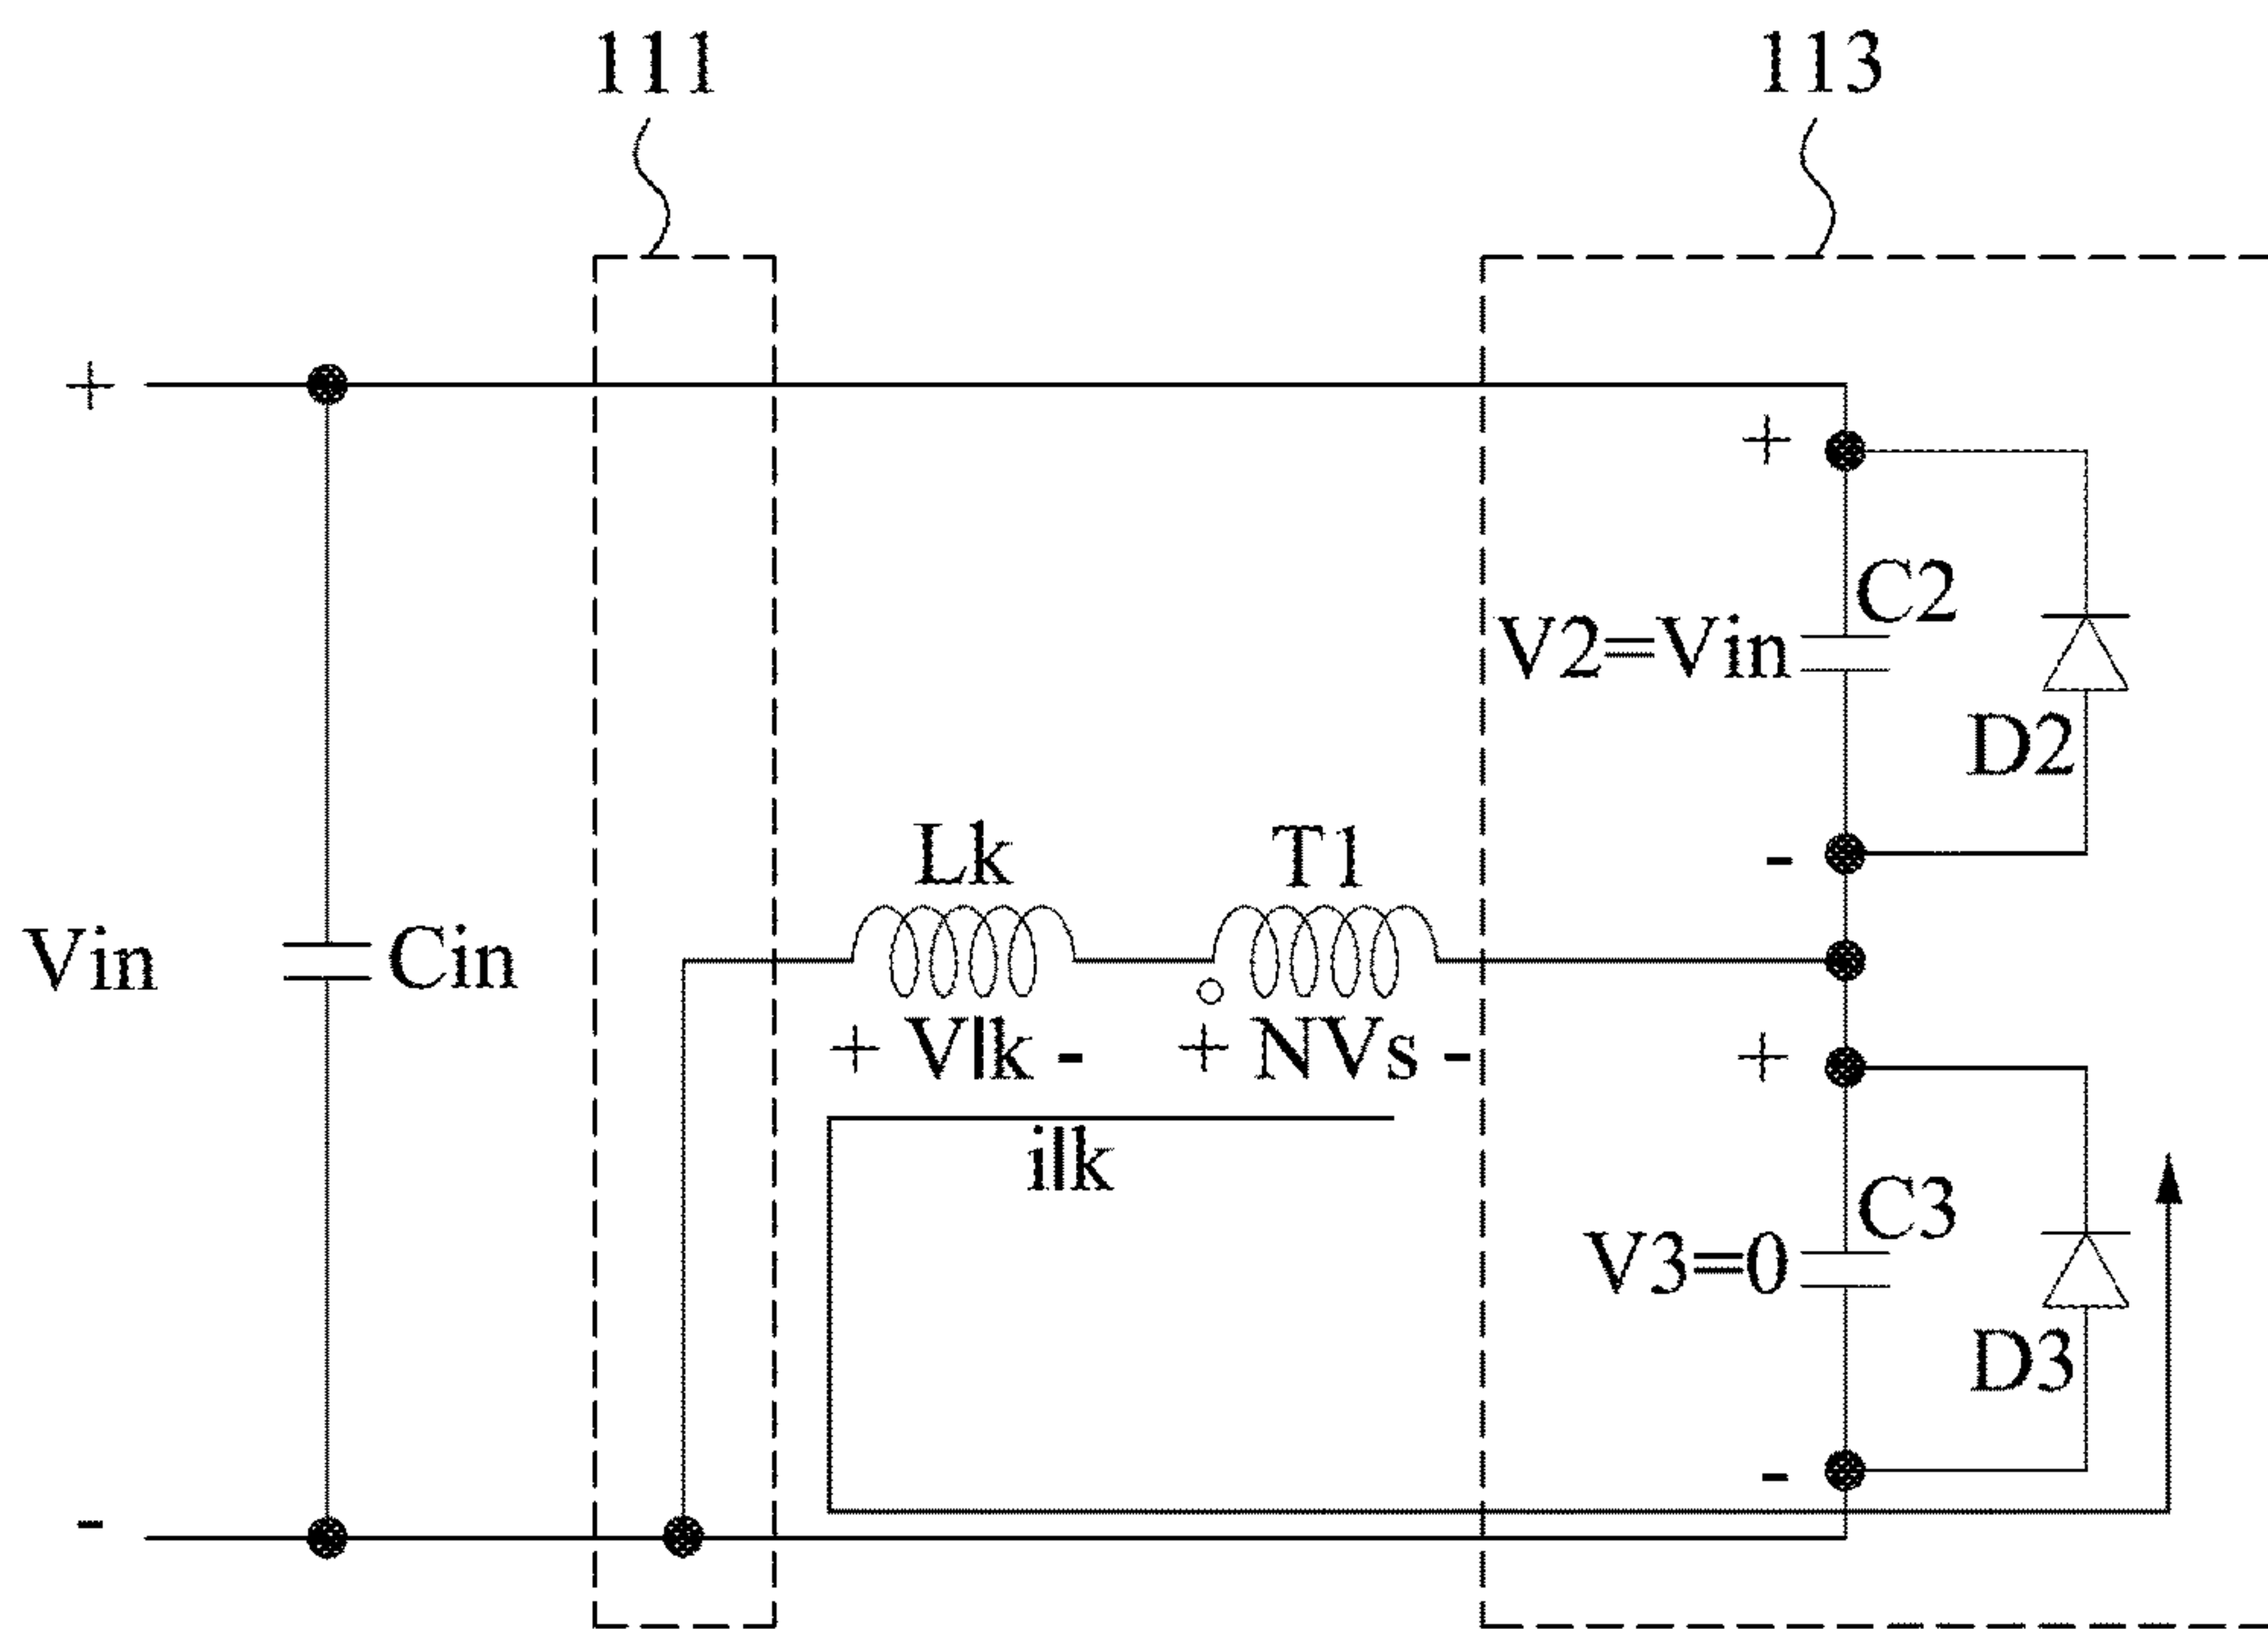 111
113
+
+
C2
V2=Vin
D2
-
Lk
T1
Vin
Cin
+ Vlk -
+ NVs -
+
ilk
C3
V3=0
D3
-
-